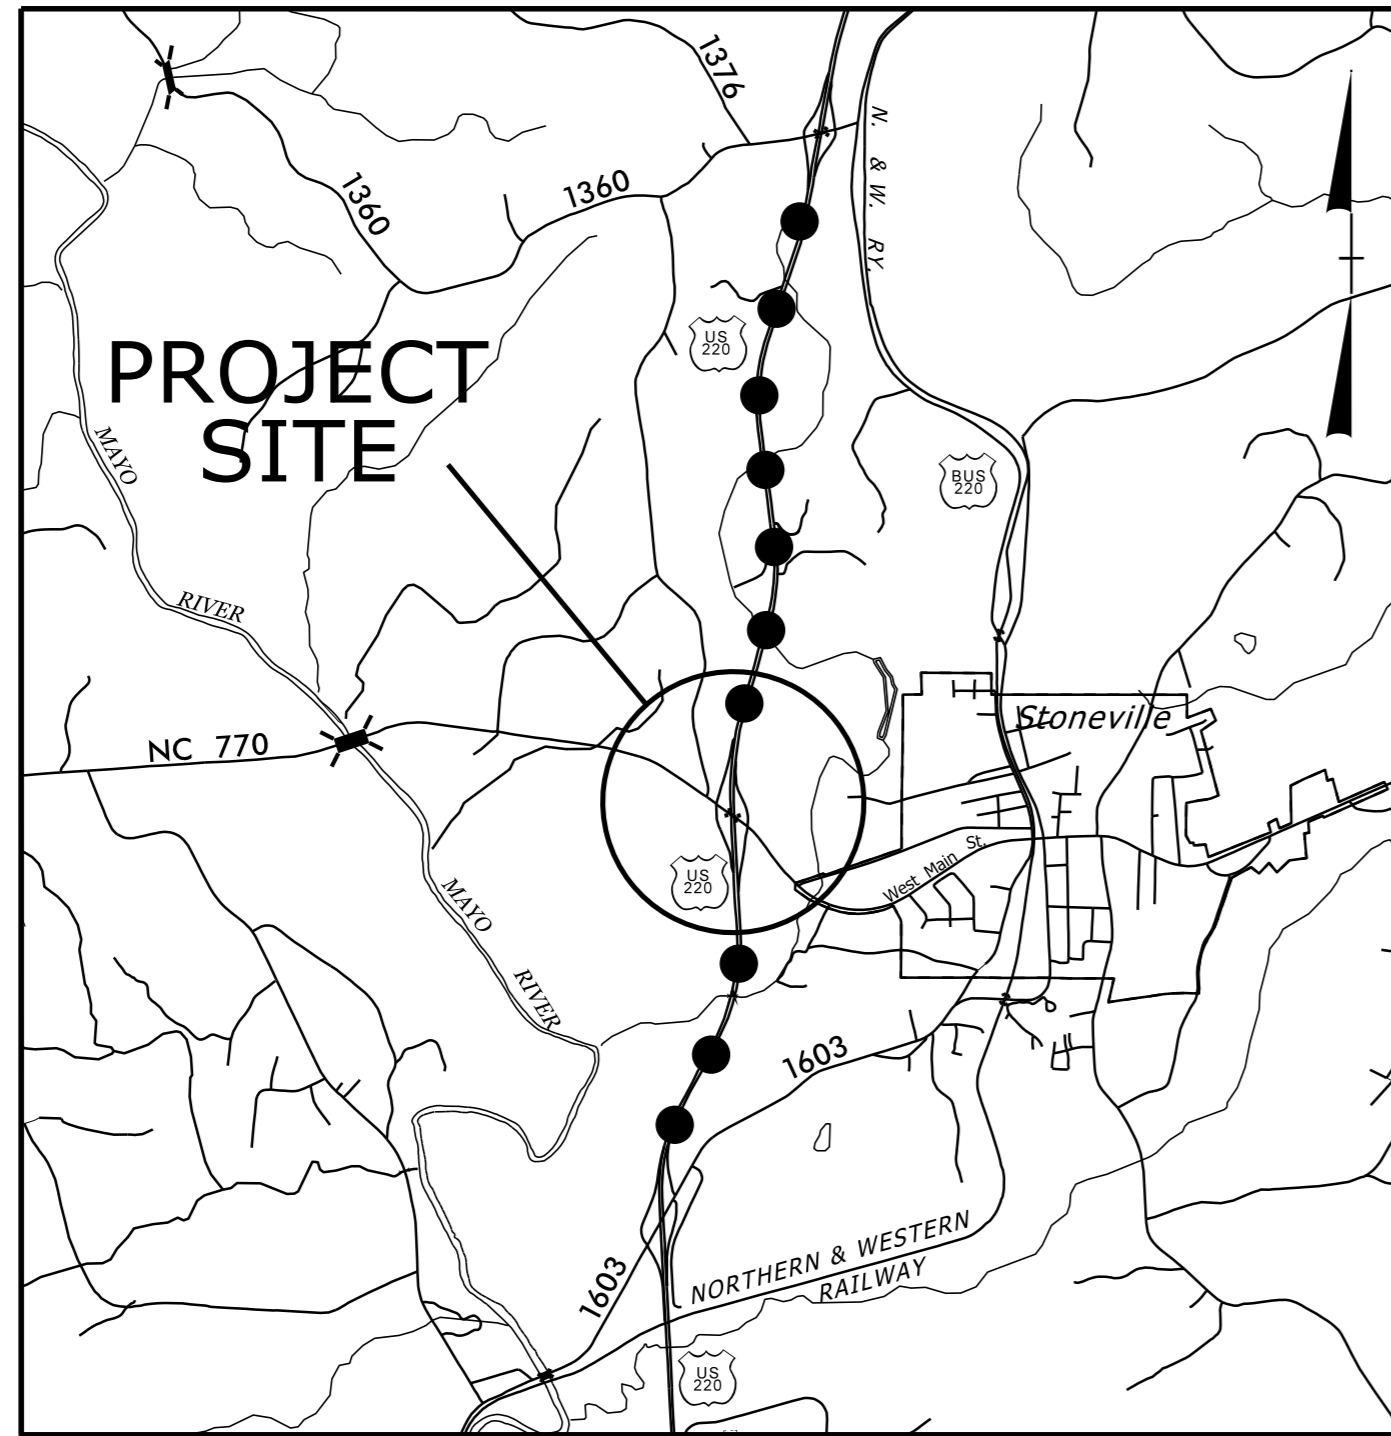 1376
N. & W. RY.
1360
1360
US
220
PROJECT
SITE
MAYO
BUS
220
RIVER
Stoneville
NC 770
West Main St.
US
220
MAYO
RIVER
1603
NORTHERN & WESTERN
RAILWAY
1603
US
220